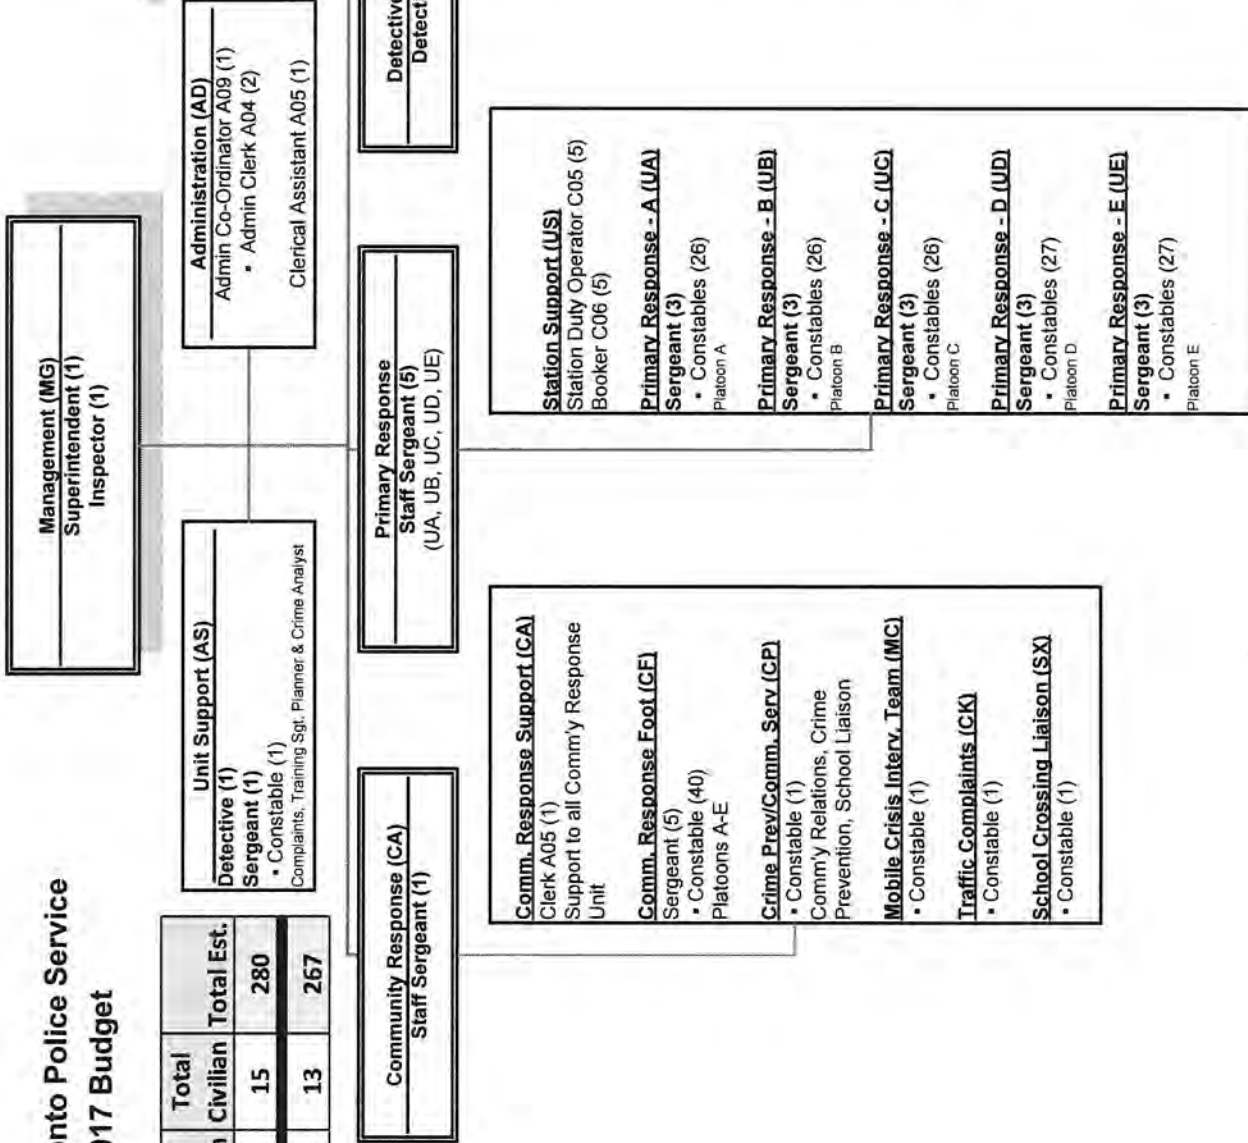 onto Police Service
017 Budget
Total
Civilian Total Est.
15 280
13 267
Management (MG)
Superintendent (1)
Inspector (1)
Unit Support (AS)
Detective (1)
Sergeant (1)
• Constable (1)
Complaints, Training Sgt, Planner & Crime Analyst
Administration (AD)
Admin Co-Ordinator A09 (1)
• Admin Clerk A04 (2)
Clerical Assistant A05 (1)
Community Response (CA)
Staff Sergeant (1)
Primary Response
Staff Sergeant (5)
(UA, UB, UC, UD, UE)
Detective
Detect
Comm. Response Support (CA)
Clerk A05 (1)
Support to all Comm'y Response
Unit
Comm. Response Foot (CF)
Sergeant (5)
• Constable (40)
Platoons A-E
Crime Prev/Comm. Serv (CP)
• Constable (1)
Comm'y Relations, Crime
Prevention, School Liaison
Mobile Crisis Interv. Team (MC)
• Constable (1)
Traffic Complaints (CK)
• Constable (1)
School Crossing Liaison (SX)
• Constable (1)
Station Support (US)
Station Duty Operator C05 (5)
Booker C06 (5)
Primary Response - A (UA)
Sergeant (3)
• Constables (26)
Platoon A
Primary Response - B (UB)
Sergeant (3)
• Constables (26)
Platoon B
Primary Response - C (UC)
Sergeant (3)
• Constables (26)
Platoon C
Primary Response - D (UD)
Sergeant (3)
• Constables (27)
Platoon D
Primary Response - E (UE)
Sergeant (3)
• Constables (27)
Platoon E